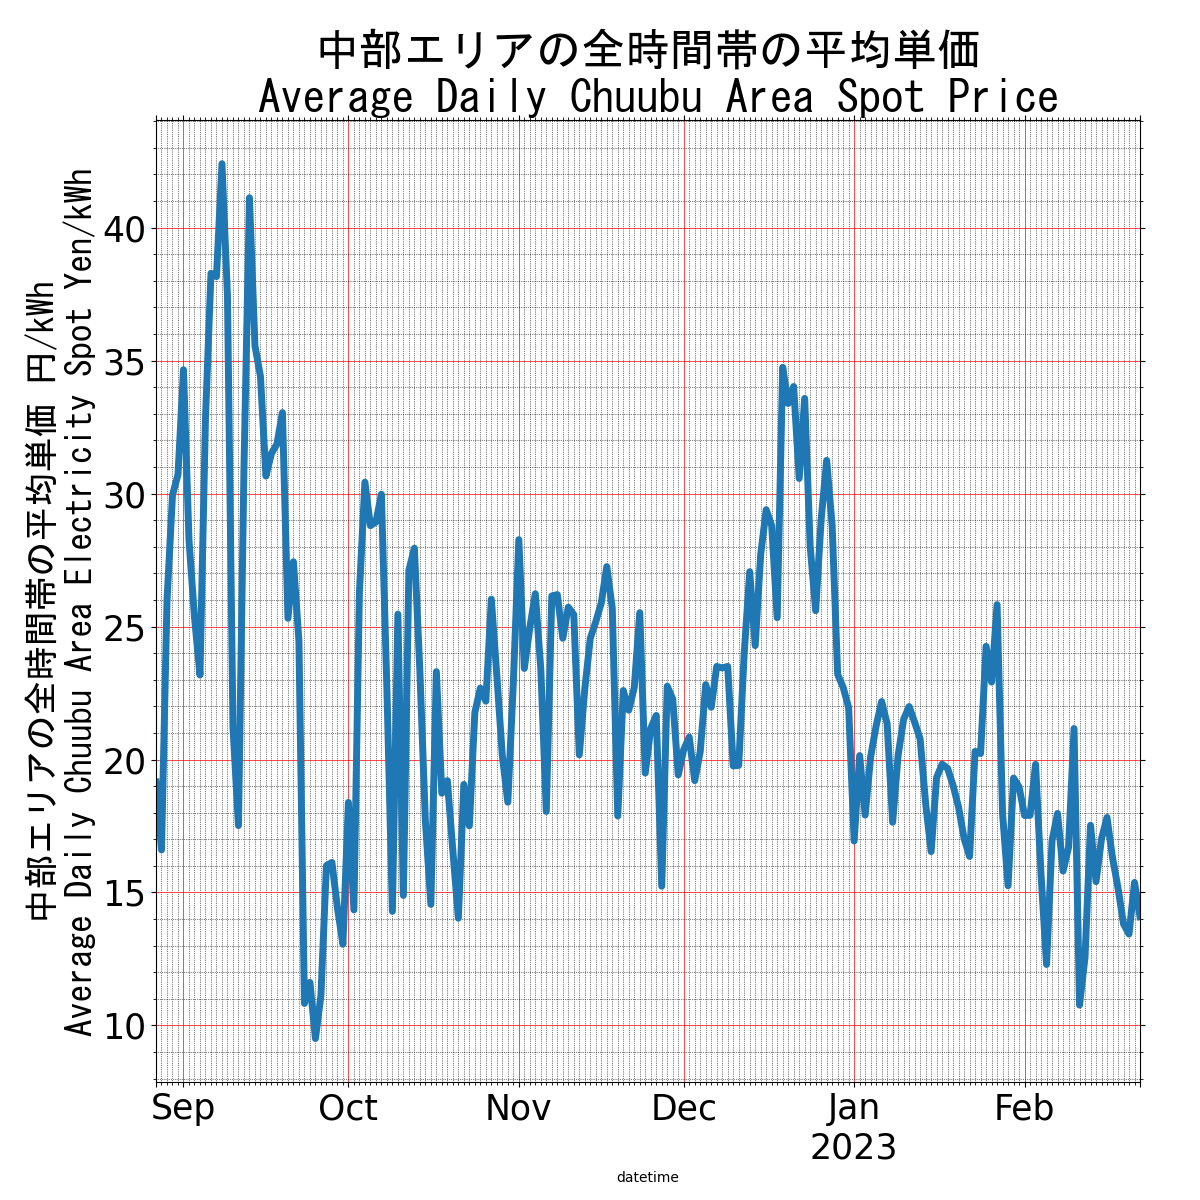 中部エリアの全時間帯の平均単価
Average Daily Chuubu Area Spot Price
中部エリアの全時間帯の平均単価 円/kWh
Average Daily Chuubu Area Electricity Spot Yen/kWh
40
35
30
25
20
15
10
Sep Oct Nov Dec Jan Feb
2023
datetime